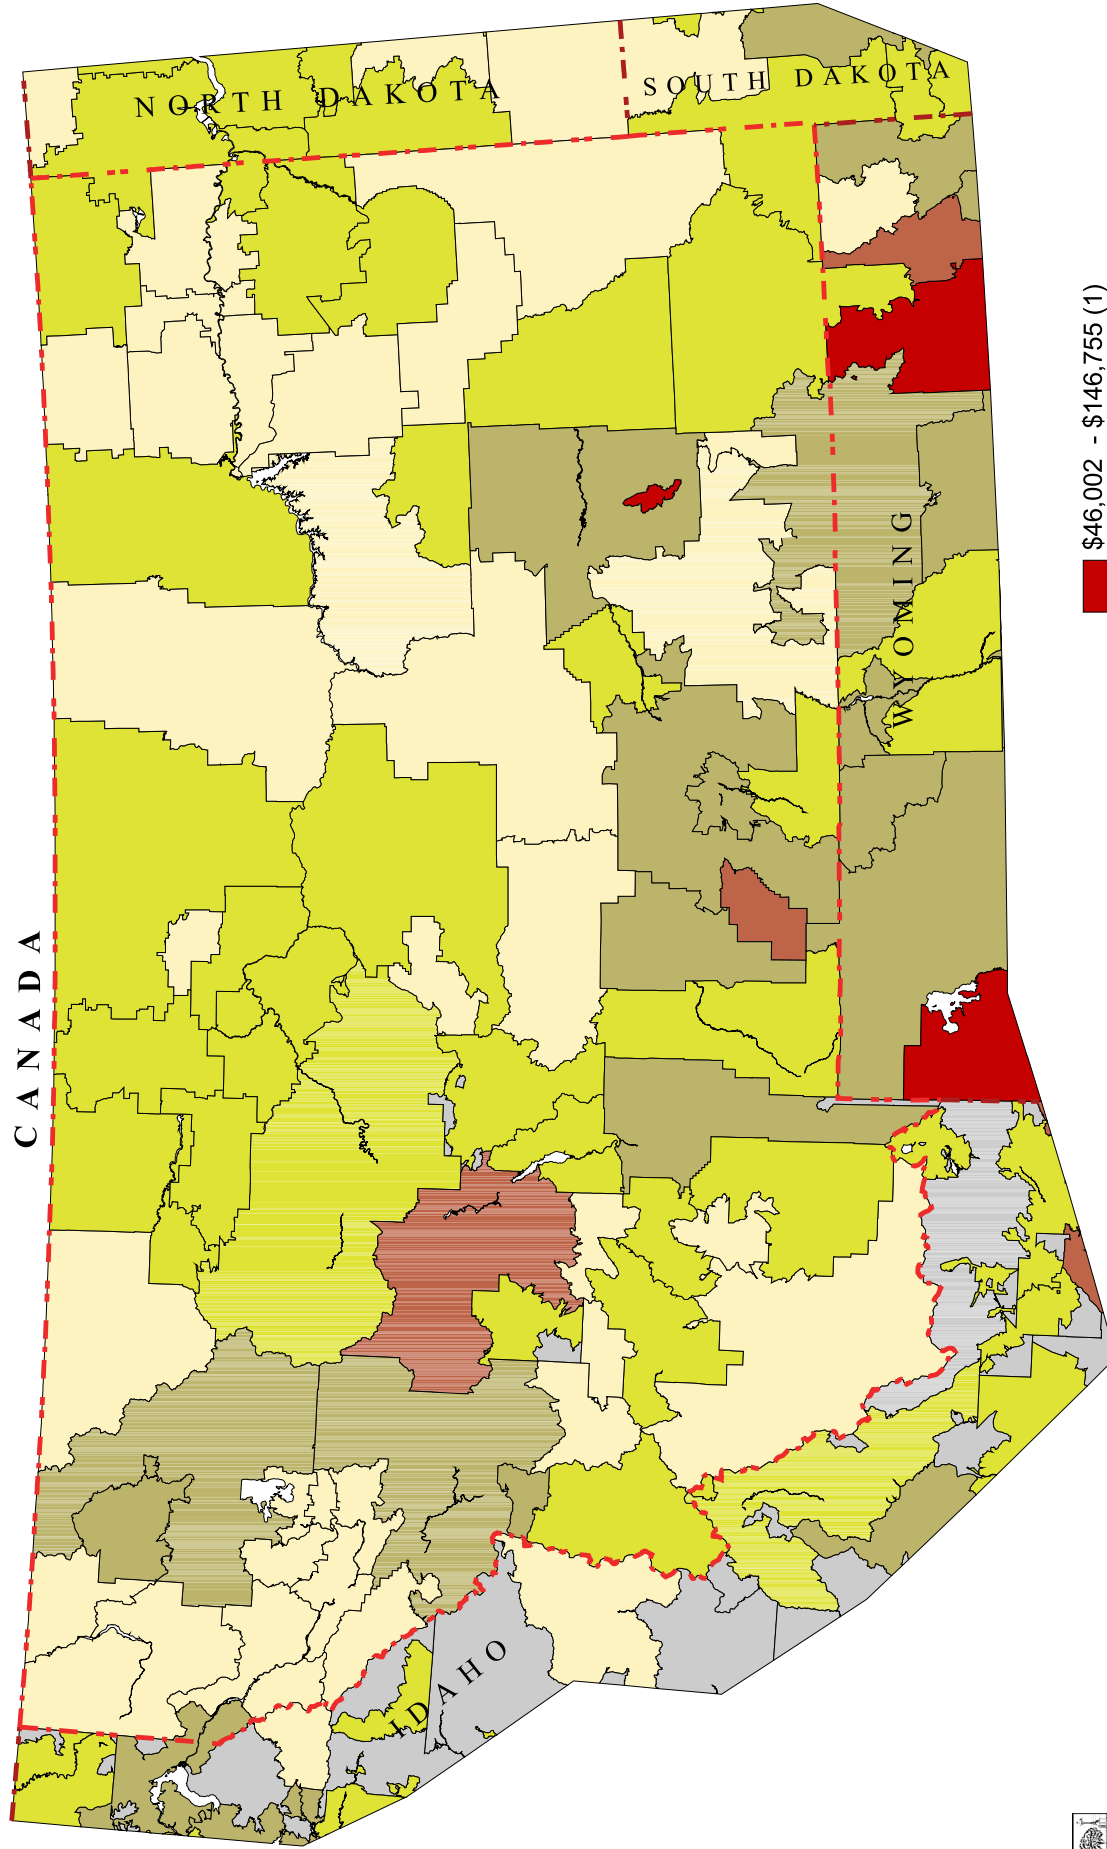 CANADA
NORTH DAKOTA
SOUTH DAKOTA
WYOMING
IDAHO
$46,002 - $146,755 (1)